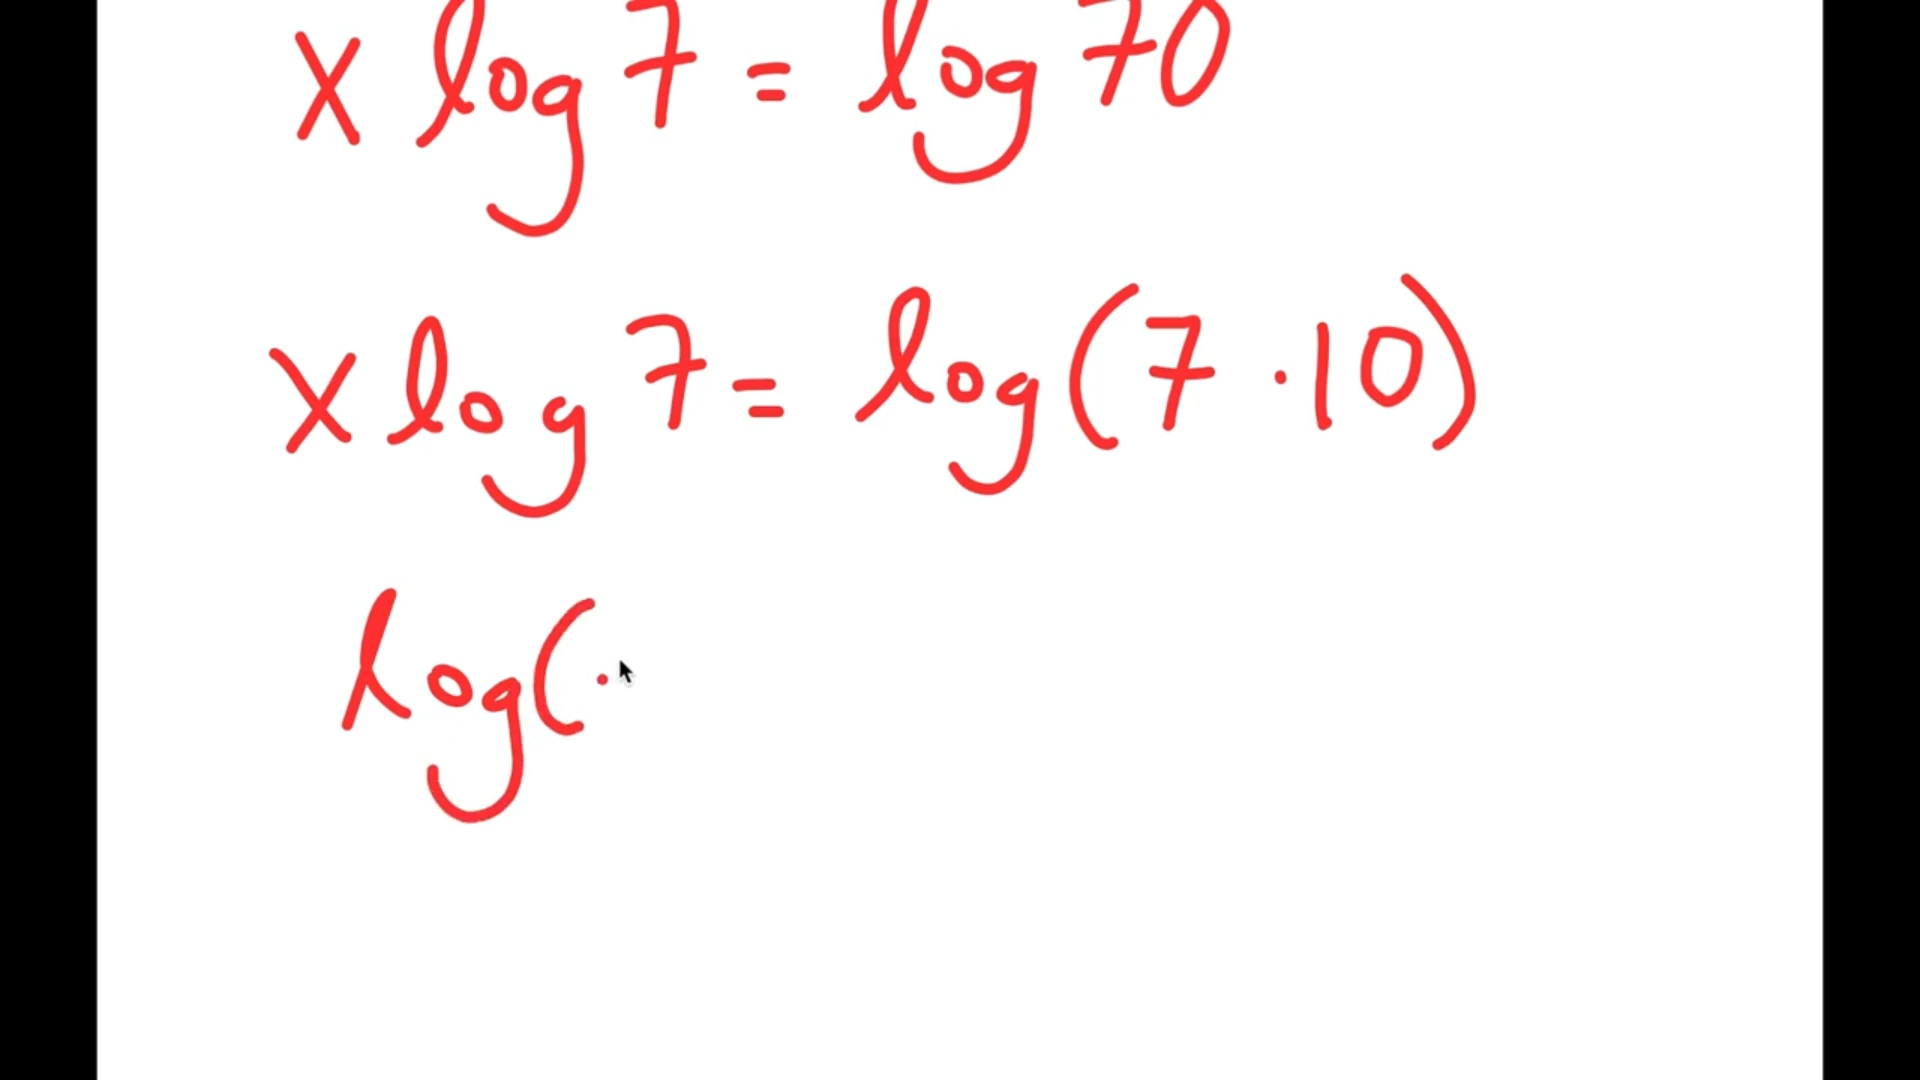 x log 7 = log 70
x log 7 = log(7 · 10)
log(·